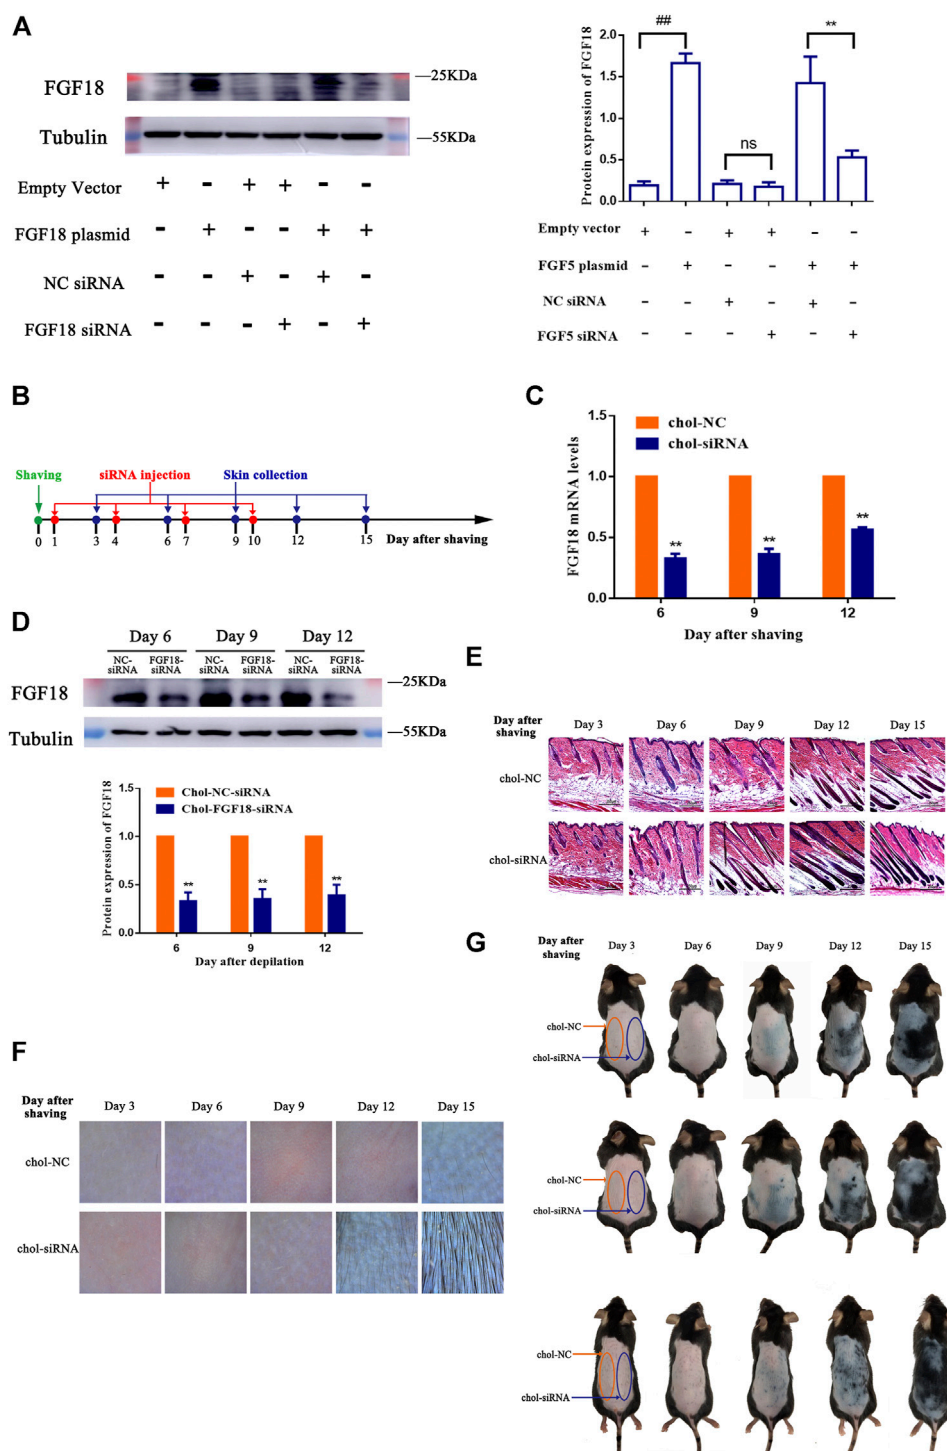 A
FGF18
—25KDa
Tubulin
—55KDa
Empty Vector + - + + - -
FGF18 plasmid - + - - + +
NC siRNA - - + - + -
FGF18 siRNA - - - + - +
Protein expression of FGF18
2.0
1.5
1.0
0.5
0.0
##
ns
**
Empty vector + - + + - -
FGF5 plasmid - + - - + +
NC siRNA - - + - + -
FGF5 siRNA - - - + - +
B
Shaving
siRNA injection
Skin collection
0 1 3 4 6 7 9 10 12 15 Day after shaving
C
FGF18 mRNA levels
1.5
1.0
0.5
0.0
chol-NC
chol-siRNA
** ** **
6 9 12
Day after shaving
D
Day 6 Day 9 Day 12
NC-siRNA FGF18-siRNA NC-siRNA FGF18-siRNA NC-siRNA FGF18-siRNA
FGF18
—25KDa
Tubulin
—55KDa
Protein expression of FGF18
1.5
1.0
0.5
0.0
Chol-NC-siRNA
Chol-FGF18-siRNA
** ** **
6 9 12
Day after depilation
E
Day after shaving
Day 3 Day 6 Day 9 Day 12 Day 15
chol-NC
chol-siRNA
F
Day after shaving
Day 3 Day 6 Day 9 Day 12 Day 15
chol-NC
chol-siRNA
G
Day after shaving
Day 3 Day 6 Day 9 Day 12 Day 15
chol-NC
chol-siRNA
chol-NC
chol-siRNA
chol-NC
chol-siRNA